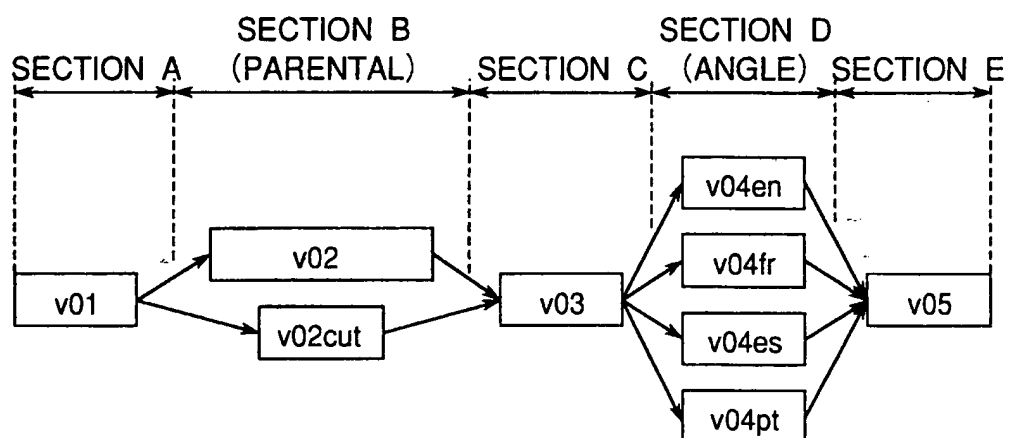 SECTION B
SECTION D
SECTION A
(PARENTAL)
SECTION C
(ANGLE)
SECTION E
v04en
v02
v04fr
v01
v03
v05
v02cut
v04es
v04pt